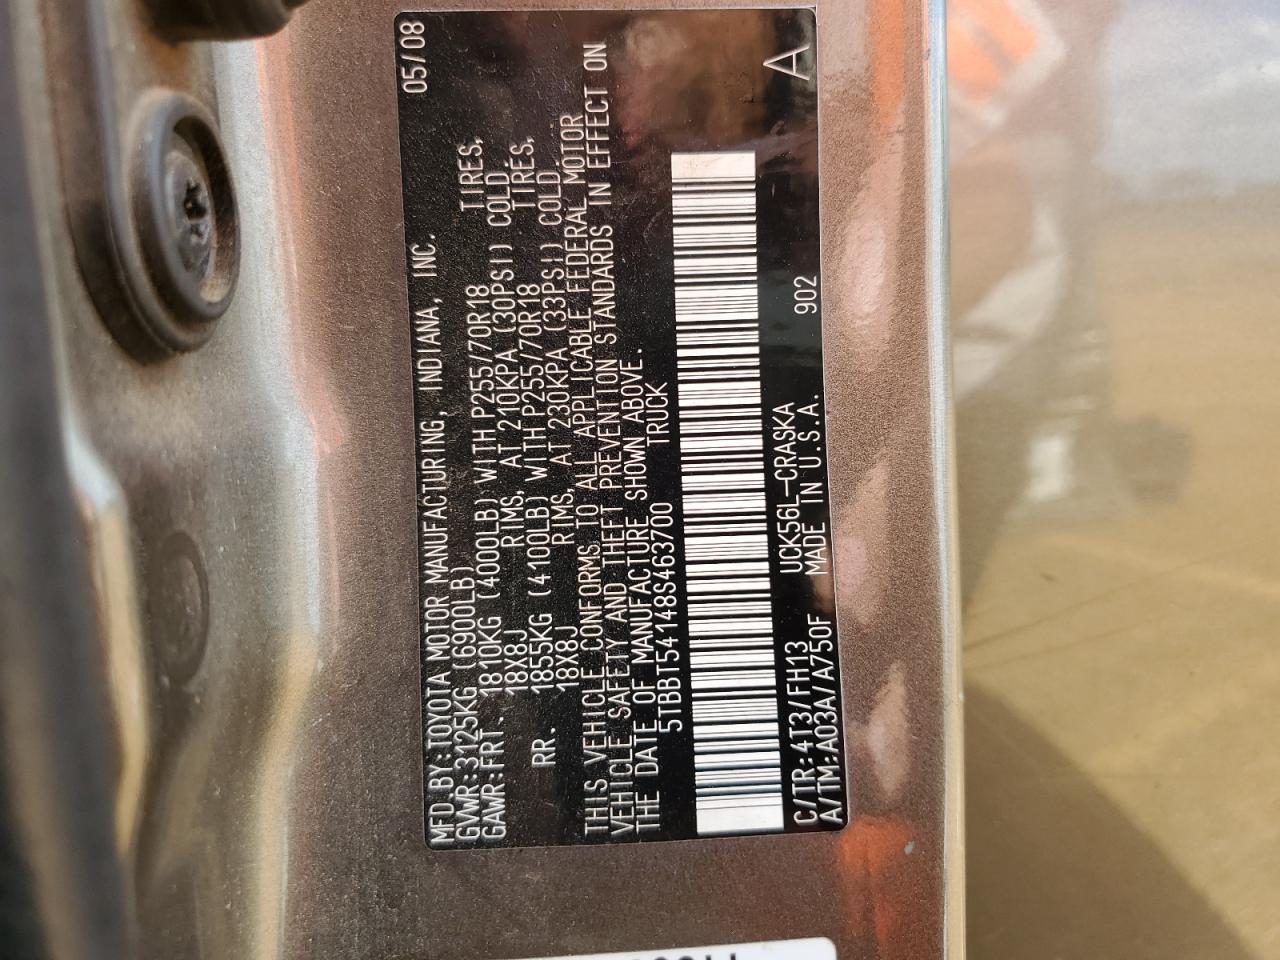 MFD.BY:TOYOTA MOTOR MANUFACTURING, INDIANA, INC. 05/08
GVWR:3125KG (6900LB)
GAWR:FRT. 1810KG (4000LB) WITH P255/70R18 TIRES,
18X8J RIMS, AT 210KPA (30PSI) COLD.
RR. 1855KG (4100LB) WITH P255/70R18 TIRES,
18X8J RIMS, AT 230KPA (33PSI) COLD.
THIS VEHICLE CONFORMS TO ALL APPLICABLE FEDERAL MOTOR
VEHICLE SAFETY AND THEFT PREVENTION STANDARDS IN EFFECT ON
THE DATE OF MANUFACTURE SHOWN ABOVE.
5TBBT54148S463700 TRUCK
C/TR:4T3/FH13 UCK56L-CRASKA
A/TM:A03A/A750F MADE IN U.S.A. 902 A